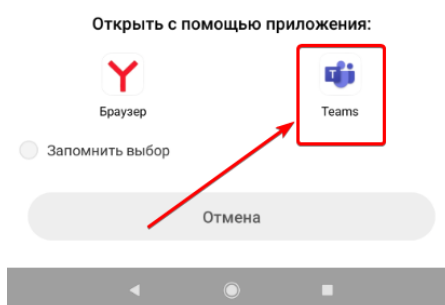 Открыть с помощью приложения:
Браузер
Teams
Запомнить выбор
Отмена